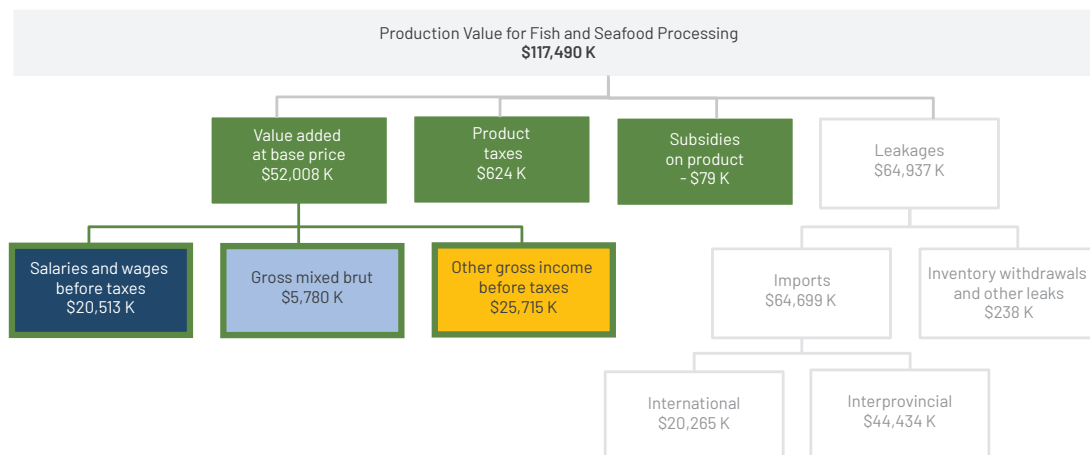 Production Value for Fish and Seafood Processing
$117,490 K
Value added
at base price
$52,008 K
Product
taxes
$624 K
Subsidies
on product
- $79 K
Leakages
$64,937 K
Salaries and wages
before taxes
$20,513 K
Gross mixed brut
$5,780 K
Other gross income
before taxes
$25,715 K
Imports
$64,699 K
Inventory withdrawals
and other leaks
$238 K
International
$20,265 K
Interprovincial
$44,434 K